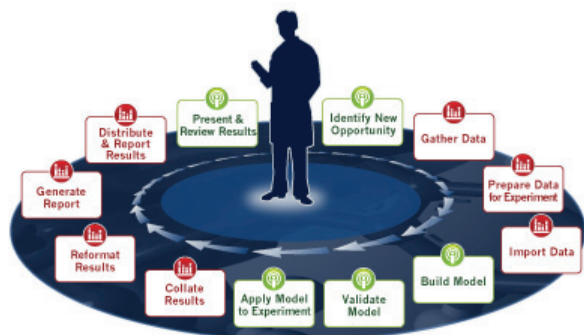 Present &
Review Results
Identify New
Opportunity
Distribute
& Report
Results
Gather Data
Generate
Report
Prepare Data
for Experiment
Reformat
Results
Import Data
Collate
Results
Apply Model
to Experiment
Validate
Model
Build Model